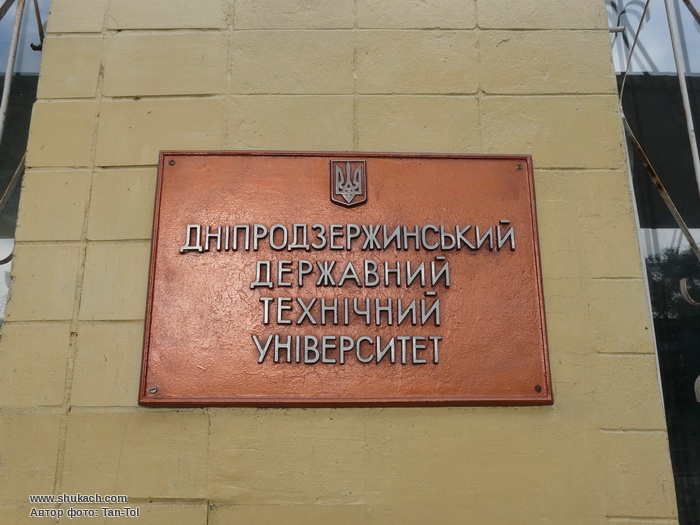 ДНІПРОДЗЕРЖИНСЬКИЙ
ДЕРЖАВНИЙ
ТЕХНІЧНИЙ
УНІВЕРСИТЕТ
www.shukach.com
Автор фото: Tan-Tol